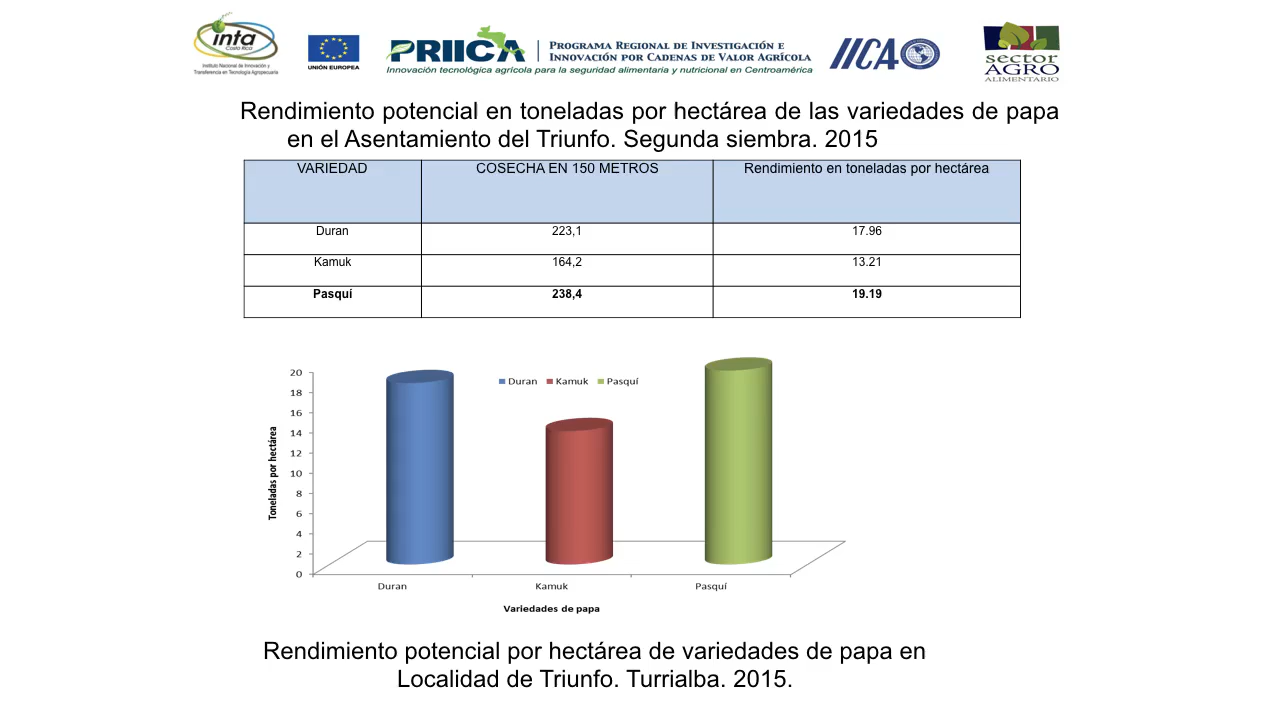 inta
Costa Rica
Instituto Nacional de Innovación y
Transferencia en Tecnología Agropecuaria
UNIÓN EUROPEA
PRIICA
PROGRAMA REGIONAL DE INVESTIGACIÓN E
INNOVACIÓN POR CADENAS DE VALOR AGRÍCOLA
Innovación tecnológica agrícola para la seguridad alimentaria y nutricional en Centroamérica
IICA
sector
AGRO
ALIMENTARIO
Rendimiento potencial en toneladas por hectárea de las variedades de papa
en el Asentamiento del Triunfo. Segunda siembra. 2015
VARIEDAD COSECHA EN 150 METROS Rendimiento en toneladas por hectárea
Duran 223,1 17.96
Kamuk 164,2 13.21
Pasquí 238,4 19.19
Duran Kamuk Pasquí
Toneladas por hectárea
20
18
16
14
12
10
8
6
4
2
0
Duran Kamuk Pasquí
Variedades de papa
Rendimiento potencial por hectárea de variedades de papa en
Localidad de Triunfo. Turrialba. 2015.